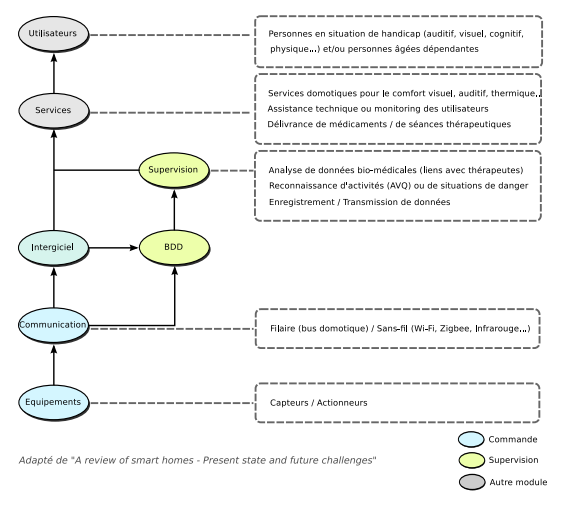 Utilisateurs
Personnes en situation de handicap (auditif, visuel, cognitif,
physique...) et/ou personnes âgées dépendantes
Services
Services domotiques pour le comfort visuel, auditif, thermique..
Assistance technique ou monitoring des utilisateurs
Délivrance de médicaments / de séances thérapeutiques
Supervision
Analyse de données bio-médicales (liens avec thérapeutes)
Reconnaissance d'activités (AVQ) ou de situations de danger
Enregistrement / Transmission de données
Intergiciel
BDD
Communication
Filaire (bus domotique) / Sans-fil (Wi-Fi, Zigbee, Infrarouge...)
Equipements
Capteurs / Actionneurs
Commande
Adapté de "A review of smart homes - Present state and future challenges"
Supervision
Autre module